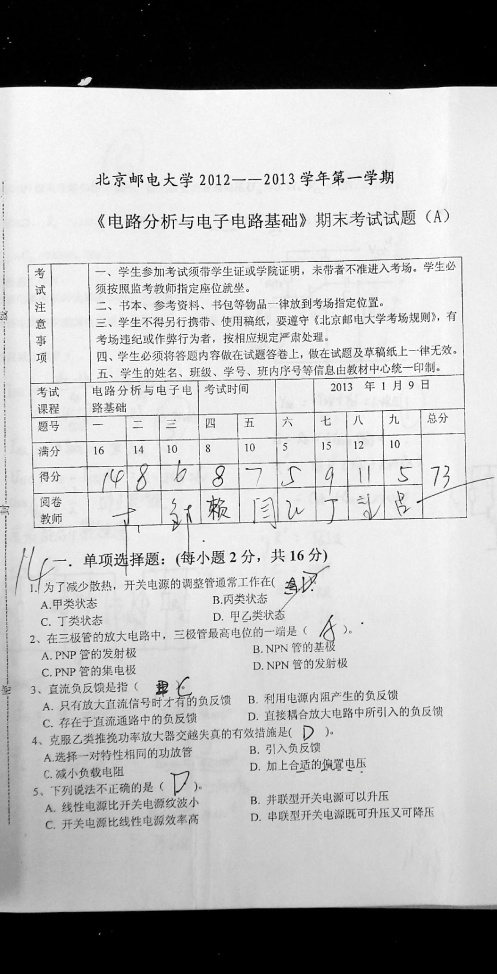 北京邮电大学 2012——2013 学年第一学期
《电路分析与电子电路基础》期末考试试题（A）
考试注意事项
一、学生参加考试须带学生证或学院证明，未带者不准进入考场。学生必
须按照监考教师指定座位就坐。
二、书本、参考资料、书包等物品一律放到考场指定位置。
三、学生不得另行携带、使用稿纸，要遵守《北京邮电大学考场规则》，有
考场违纪或作弊行为者，按相应规定严肃处理。
四、学生必须将答题内容做在试题答卷上，做在试题及草稿纸上一律无效。
五、学生的姓名、班级、学号、班内序号等信息由教材中心统一印制。
考试课程 电路分析与电子电路基础 考试时间 2013 年 1 月 9 日
题号 一 二 三 四 五 六 七 八 九 总分
满分 16 14 10 8 10 5 15 12 10
得分 14 8 6 8 7 5 9 11 5 73
阅卷教师 赖 闫 丁 吕
14
一．单项选择题：(每小题 2 分，共 16 分)
1、为了减少散热，开关电源的调整管通常工作在( D
A.甲类状态 B.丙类状态
C. 丁类状态 D. 甲乙类状态
2、在三极管的放大电路中，三极管最高电位的一端是（ A ）。
A. PNP 管的发射极 B. NPN 管的基极
C. PNP 管的集电极 D. NPN 管的发射极
3、直流负反馈是指（ C ）。
A. 只有放大直流信号时才有的负反馈 B. 利用电源内阻产生的负反馈
C. 存在于直流通路中的负反馈 D. 直接耦合放大电路中所引入的负反馈
4、克服乙类推挽功率放大器交越失真的有效措施是( D )。
A.选择一对特性相同的功放管 B. 引入负反馈
C. 减小负载电阻 D. 加上合适的偏置电压
5、下列说法不正确的是（ D ）。
A. 线性电源比开关电源纹波小 B. 并联型开关电源可以升压
C. 开关电源比线性电源效率高 D. 串联型开关电源既可升压又可降压